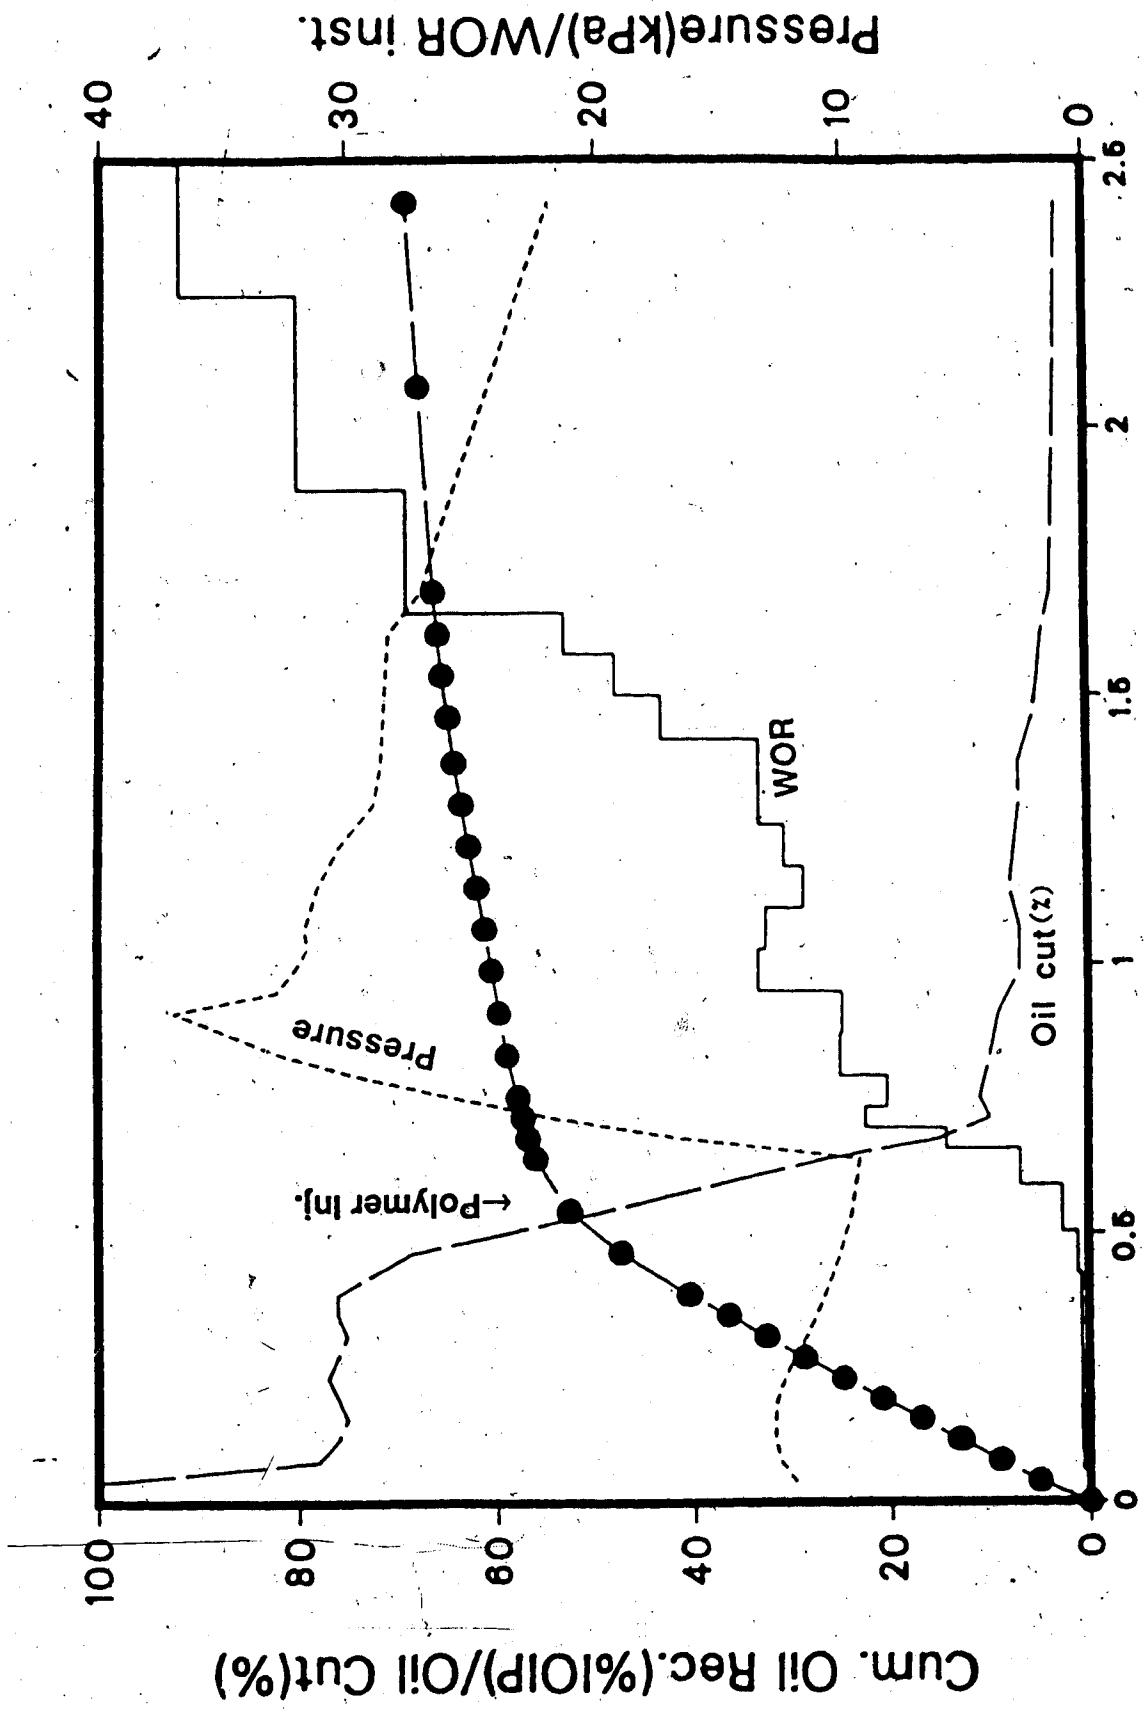 Cum. Oil Rec.(%IOIP)/Oil Cut(%)
100
80
60
40
20
0
0
0.5
1
1.5
2
2.5
Pressure(kPa)/WOR inst.
40
30
20
10
0
Pressure
←Polymer Inj.
WOR
Oil cut(%)